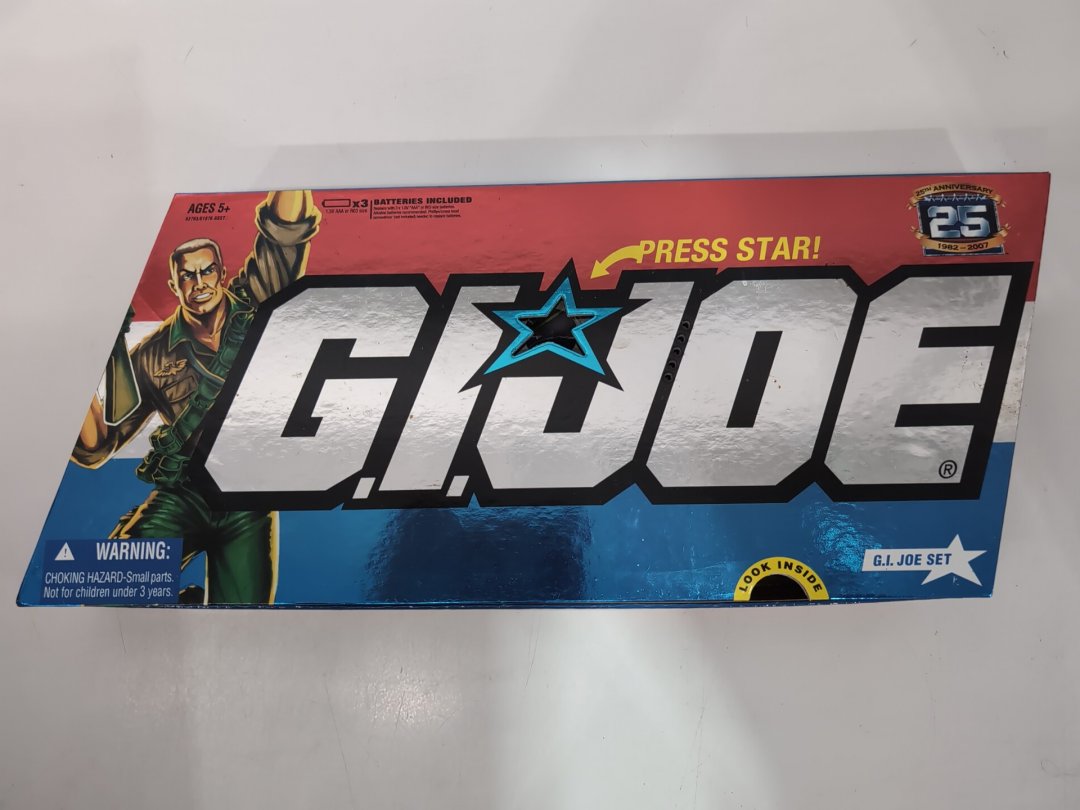 AGES 5+
x3
BATTERIES INCLUDED
25TH ANNIVERSARY
25
1982 - 2007
PRESS STAR!
G.I.JOE
®
WARNING:
CHOKING HAZARD-Small parts.
Not for children under 3 years.
LOOK INSIDE
G.I. JOE SET